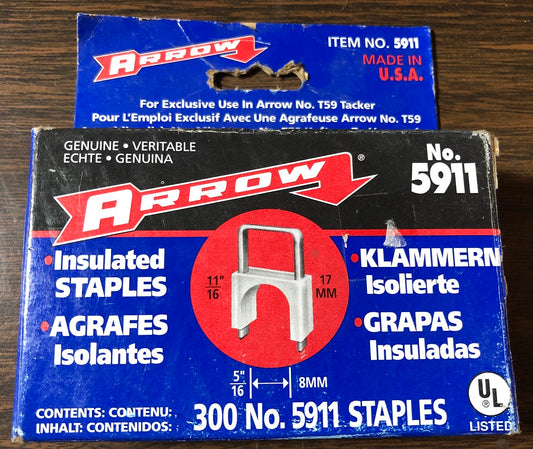 ARROW
ITEM NO. 5911
MADE IN
U.S.A.
For Exclusive Use In Arrow No. T59 Tacker
Pour L'Emploi Exclusif Avec Une Agrafeuse Arrow No. T59
GENUINE • VERITABLE
ECHTE • GENUINA
ARROW®
No.
5911
•Insulated
STAPLES
•AGRAFES
Isolantes
11"
16
17
MM
•KLAMMERN
Isolierte
•GRAPAS
Insuladas
5"
16
8MM
CONTENTS: CONTENU:
INHALT: CONTENIDOS:
300 No. 5911 STAPLES
UL®
LISTED